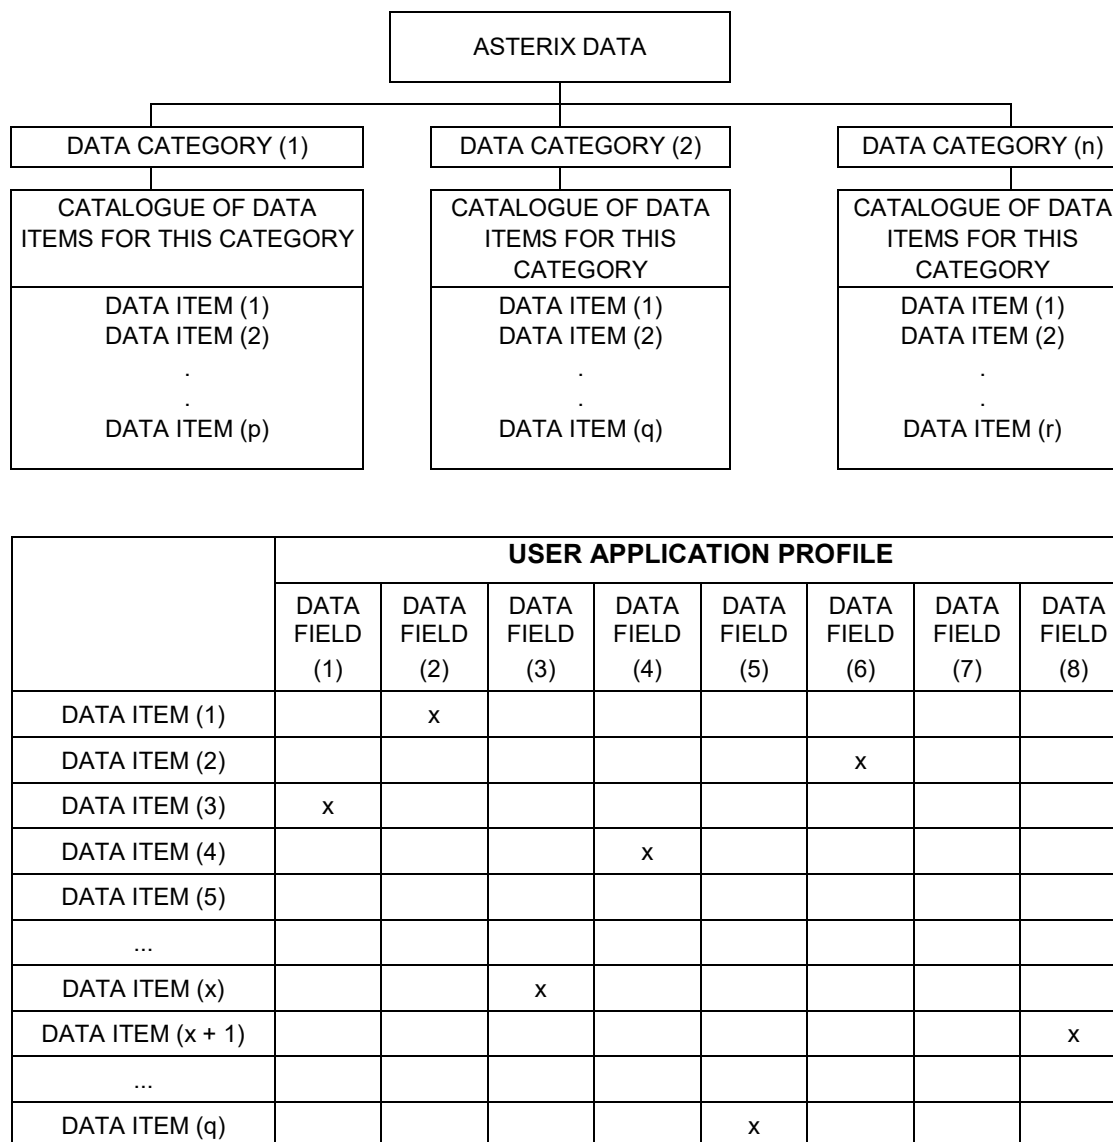 ASTERIX DATA
DATA CATEGORY (1)
DATA CATEGORY (2)
DATA CATEGORY (n)
CATALOGUE OF DATA
ITEMS FOR THIS CATEGORY
DATA ITEM (1)
DATA ITEM (2)
.
.
DATA ITEM (p)
CATALOGUE OF DATA
ITEMS FOR THIS
CATEGORY
DATA ITEM (1)
DATA ITEM (2)
.
.
DATA ITEM (q)
CATALOGUE OF DATA
ITEMS FOR THIS
CATEGORY
DATA ITEM (1)
DATA ITEM (2)
.
.
DATA ITEM (r)
USER APPLICATION PROFILE
DATA FIELD (1)
DATA FIELD (2)
DATA FIELD (3)
DATA FIELD (4)
DATA FIELD (5)
DATA FIELD (6)
DATA FIELD (7)
DATA FIELD (8)
DATA ITEM (1) x
DATA ITEM (2) x
DATA ITEM (3) x
DATA ITEM (4) x
DATA ITEM (5)
...
DATA ITEM (x) x
DATA ITEM (x + 1) x
...
DATA ITEM (q) x